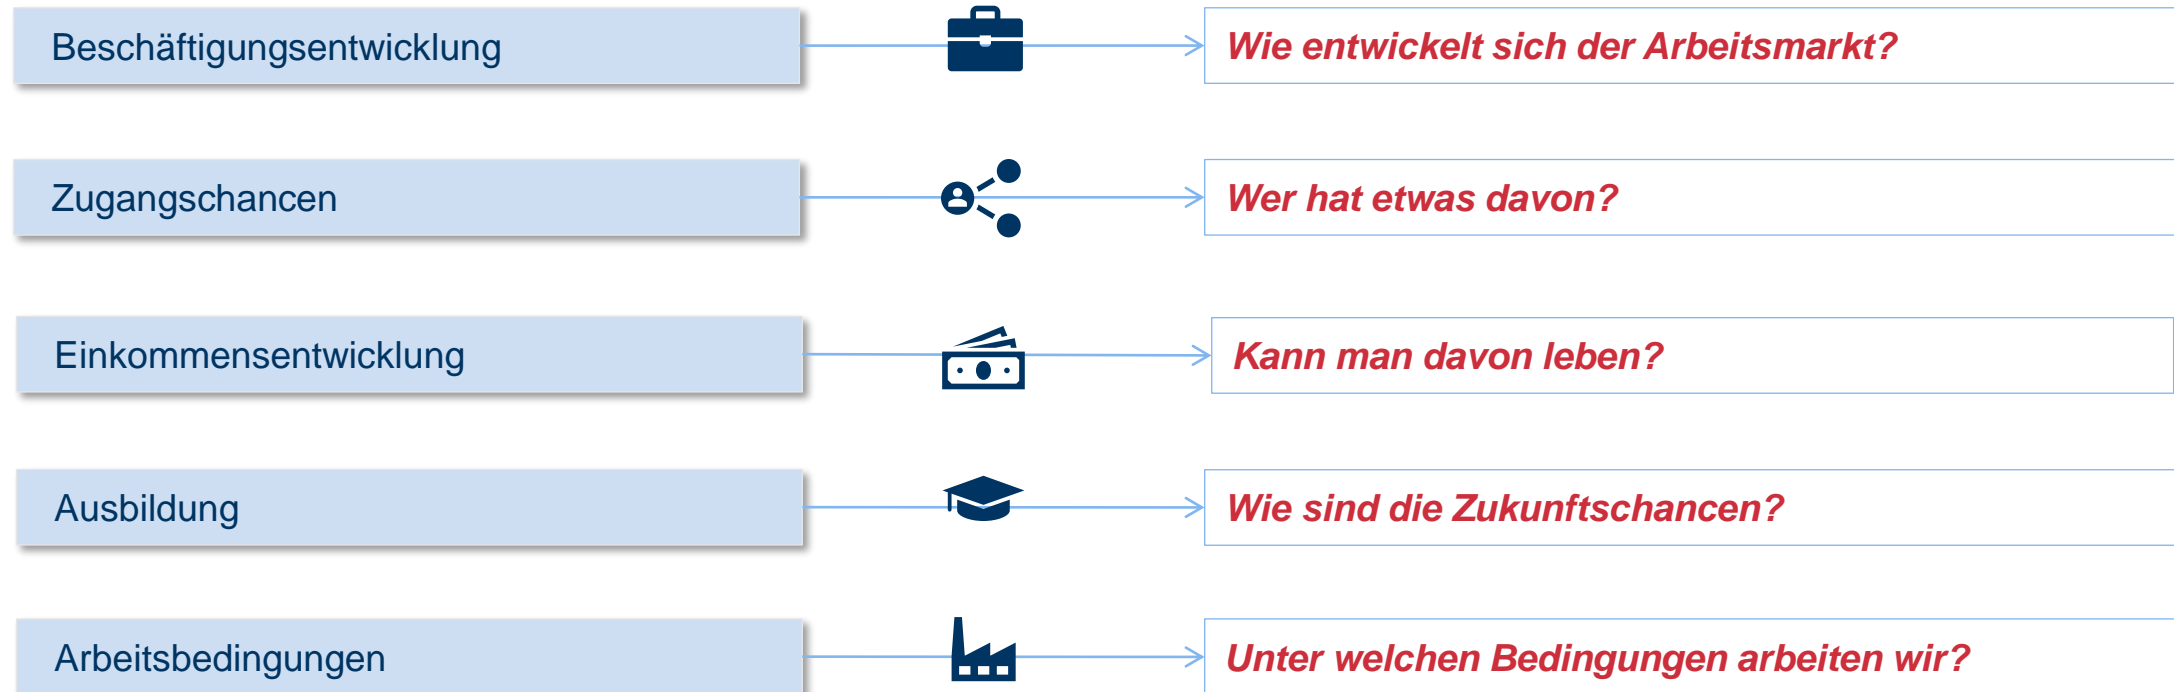 Beschäftigungsentwicklung
Wie entwickelt sich der Arbeitsmarkt?
Zugangschancen
Wer hat etwas davon?
Einkommensentwicklung
Kann man davon leben?
Ausbildung
Wie sind die Zukunftschancen?
Arbeitsbedingungen
Unter welchen Bedingungen arbeiten wir?